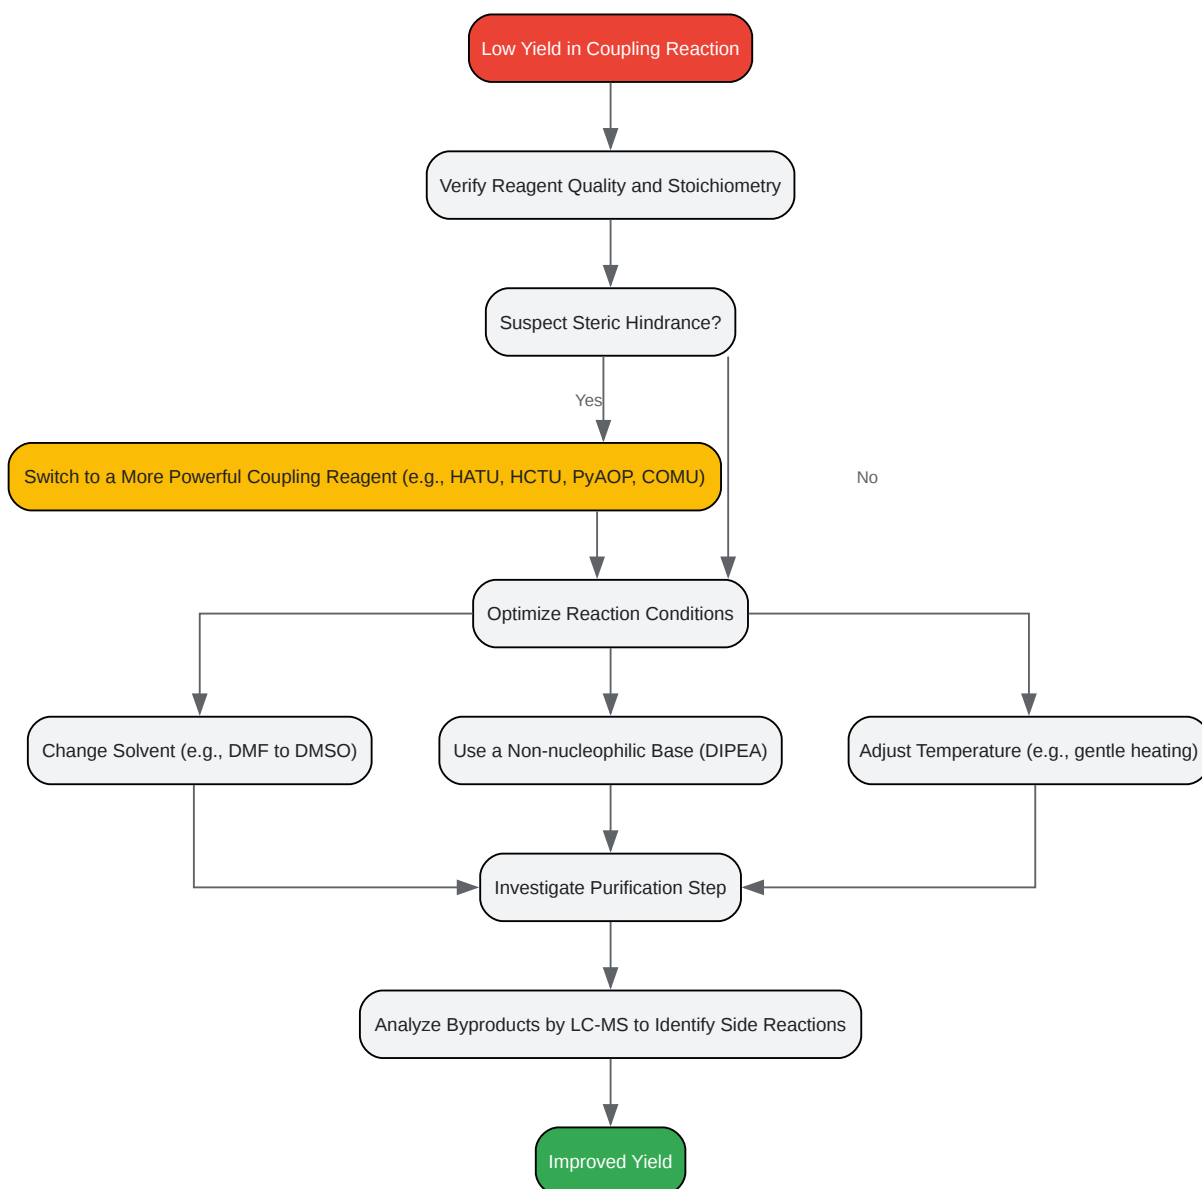 Low Yield in Coupling Reaction
Verify Reagent Quality and Stoichiometry
Suspect Steric Hindrance?
Yes
Switch to a More Powerful Coupling Reagent (e.g., HATU, HCTU, PyAOP, COMU)
No
Optimize Reaction Conditions
Change Solvent (e.g., DMF to DMSO)
Use a Non-nucleophilic Base (DIPEA)
Adjust Temperature (e.g., gentle heating)
Investigate Purification Step
Analyze Byproducts by LC-MS to Identify Side Reactions
Improved Yield